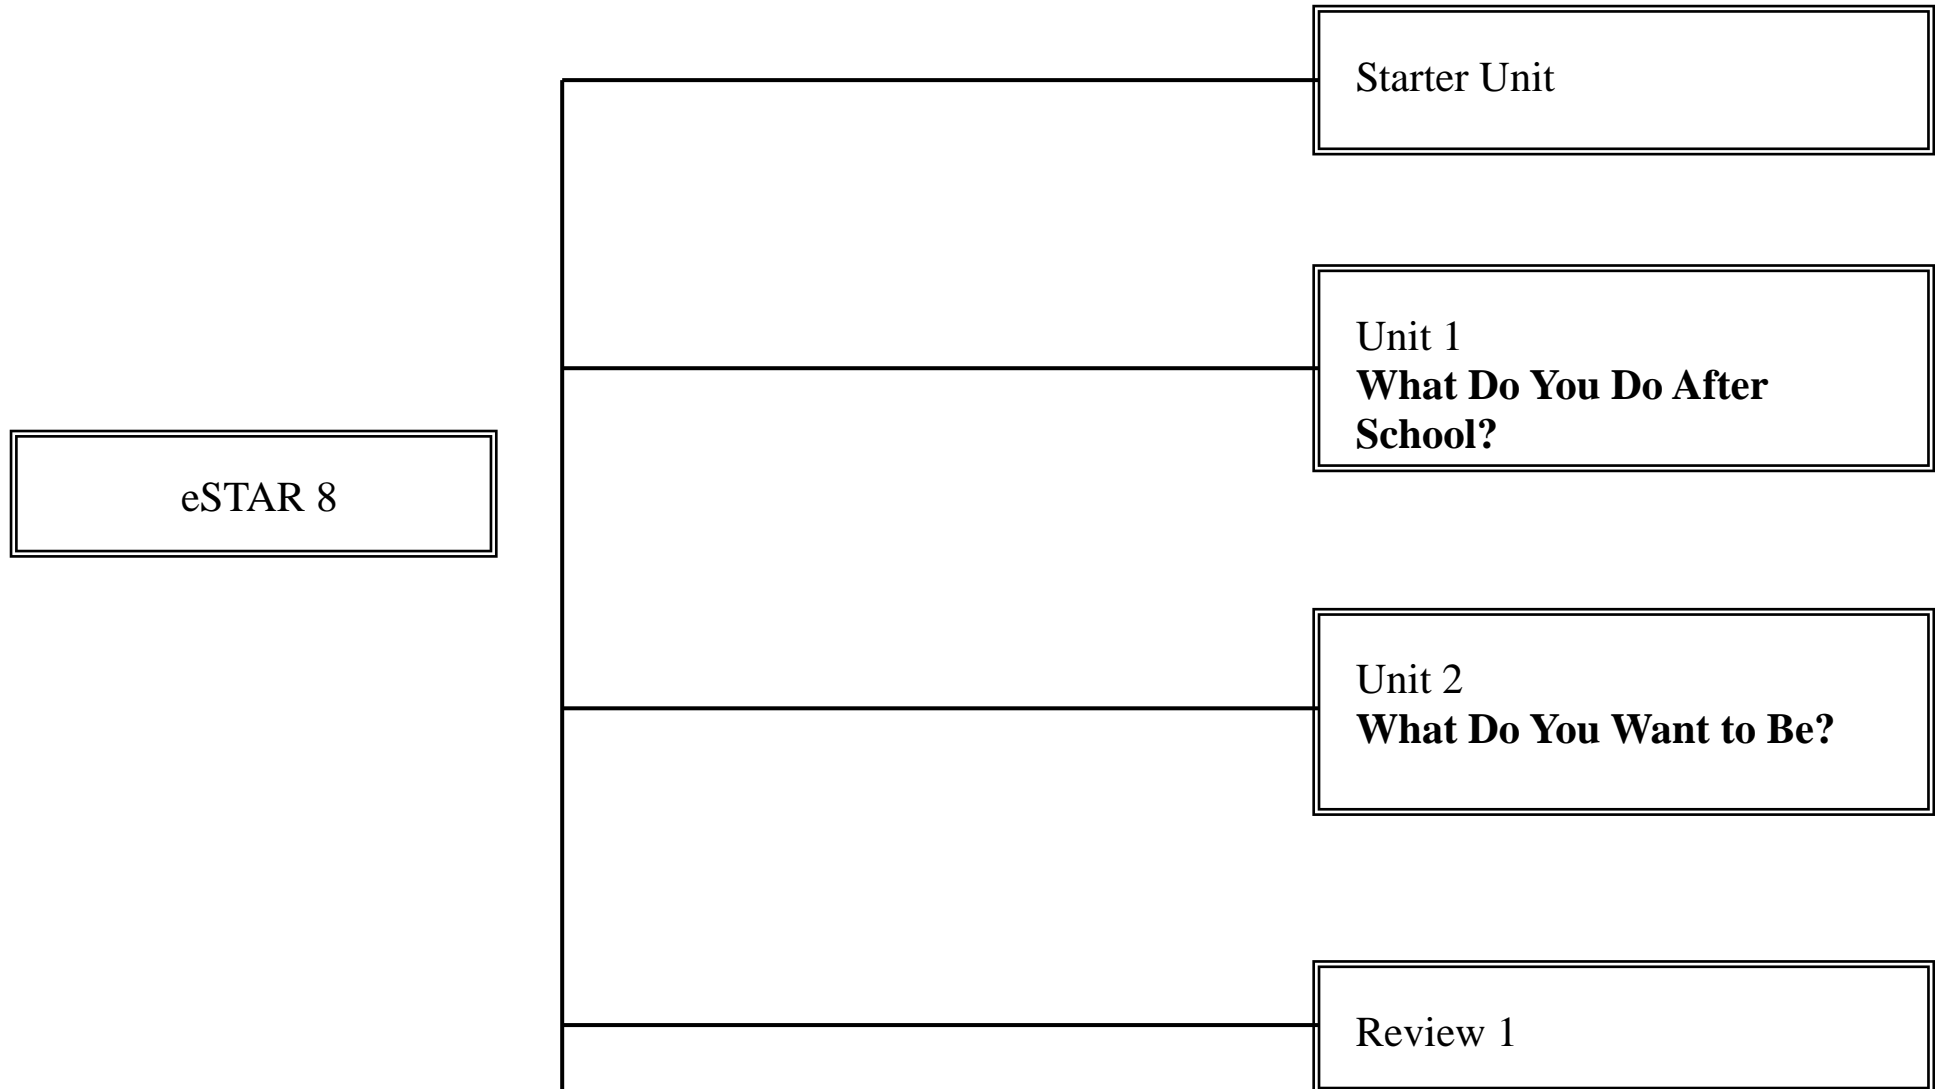 Starter Unit
Unit 1
What Do You Do After
School?
eSTAR 8
Unit 2
What Do You Want to Be?
Review 1